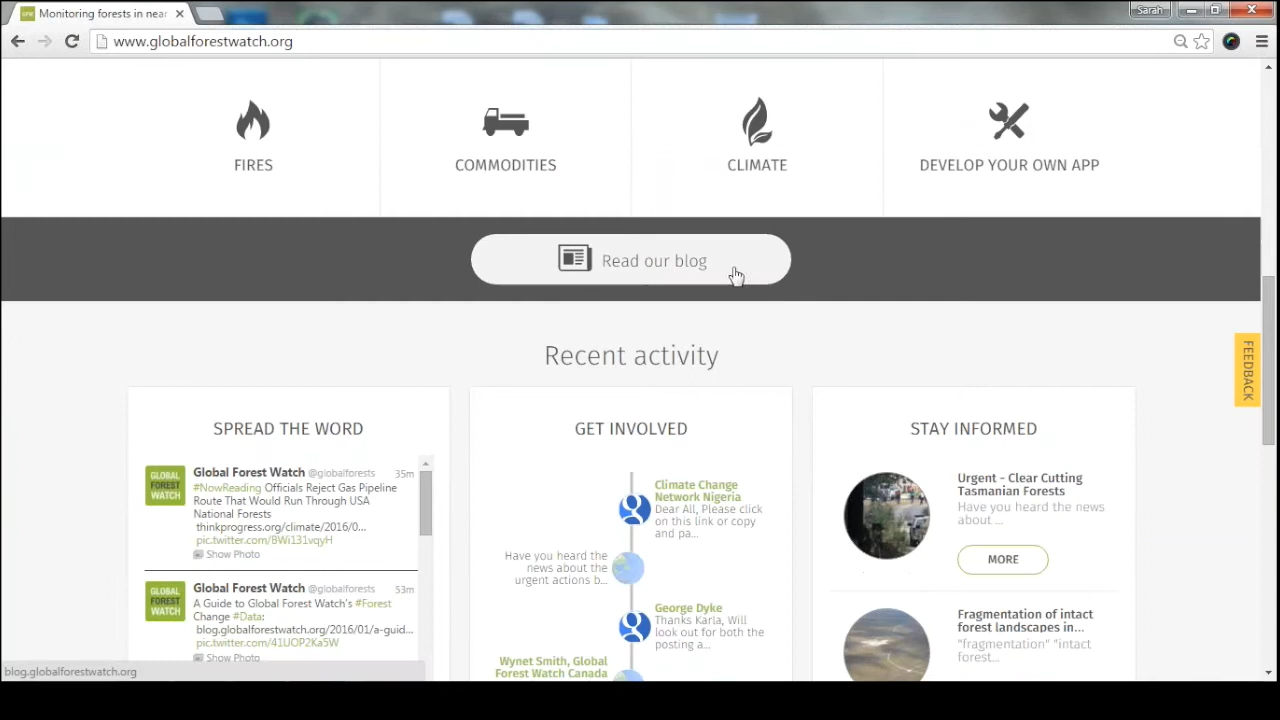 Monitoring forests in near
Sarah
www.globalforestwatch.org
FIRES
COMMODITIES
CLIMATE
DEVELOP YOUR OWN APP
Read our blog
FEEDBACK
Recent activity
SPREAD THE WORD
GLOBAL
FOREST
WATCH
Global Forest Watch @globalforests 35m
#NowReading Officials Reject Gas Pipeline
Route That Would Run Through USA
National Forests
thinkprogress.org/climate/2016/0...
pic.twitter.com/8Wi131vqyH
Show Photo
GLOBAL
FOREST
WATCH
Global Forest Watch @globalforests 53m
A Guide to Global Forest Watch's #Forest
Change #Data:
blog.globalforestwatch.org/2016/01/a-guid...
pic.twitter.com/41UOP2Ka5W
Show Photo
GET INVOLVED
Climate Change
Network Nigeria
Dear All, Please click
on this link or copy
and pa...
Have you heard the
news about the
urgent actions b...
George Dyke
Thanks Karla, Will
look out for both the
posting a...
Wynet Smith, Global
Forest Watch Canada
STAY INFORMED
Urgent - Clear Cutting
Tasmanian Forests
Have you heard the news
about ...
MORE
Fragmentation of intact
forest landscapes in...
"fragmentation" "intact
forest...
blog.globalforestwatch.org